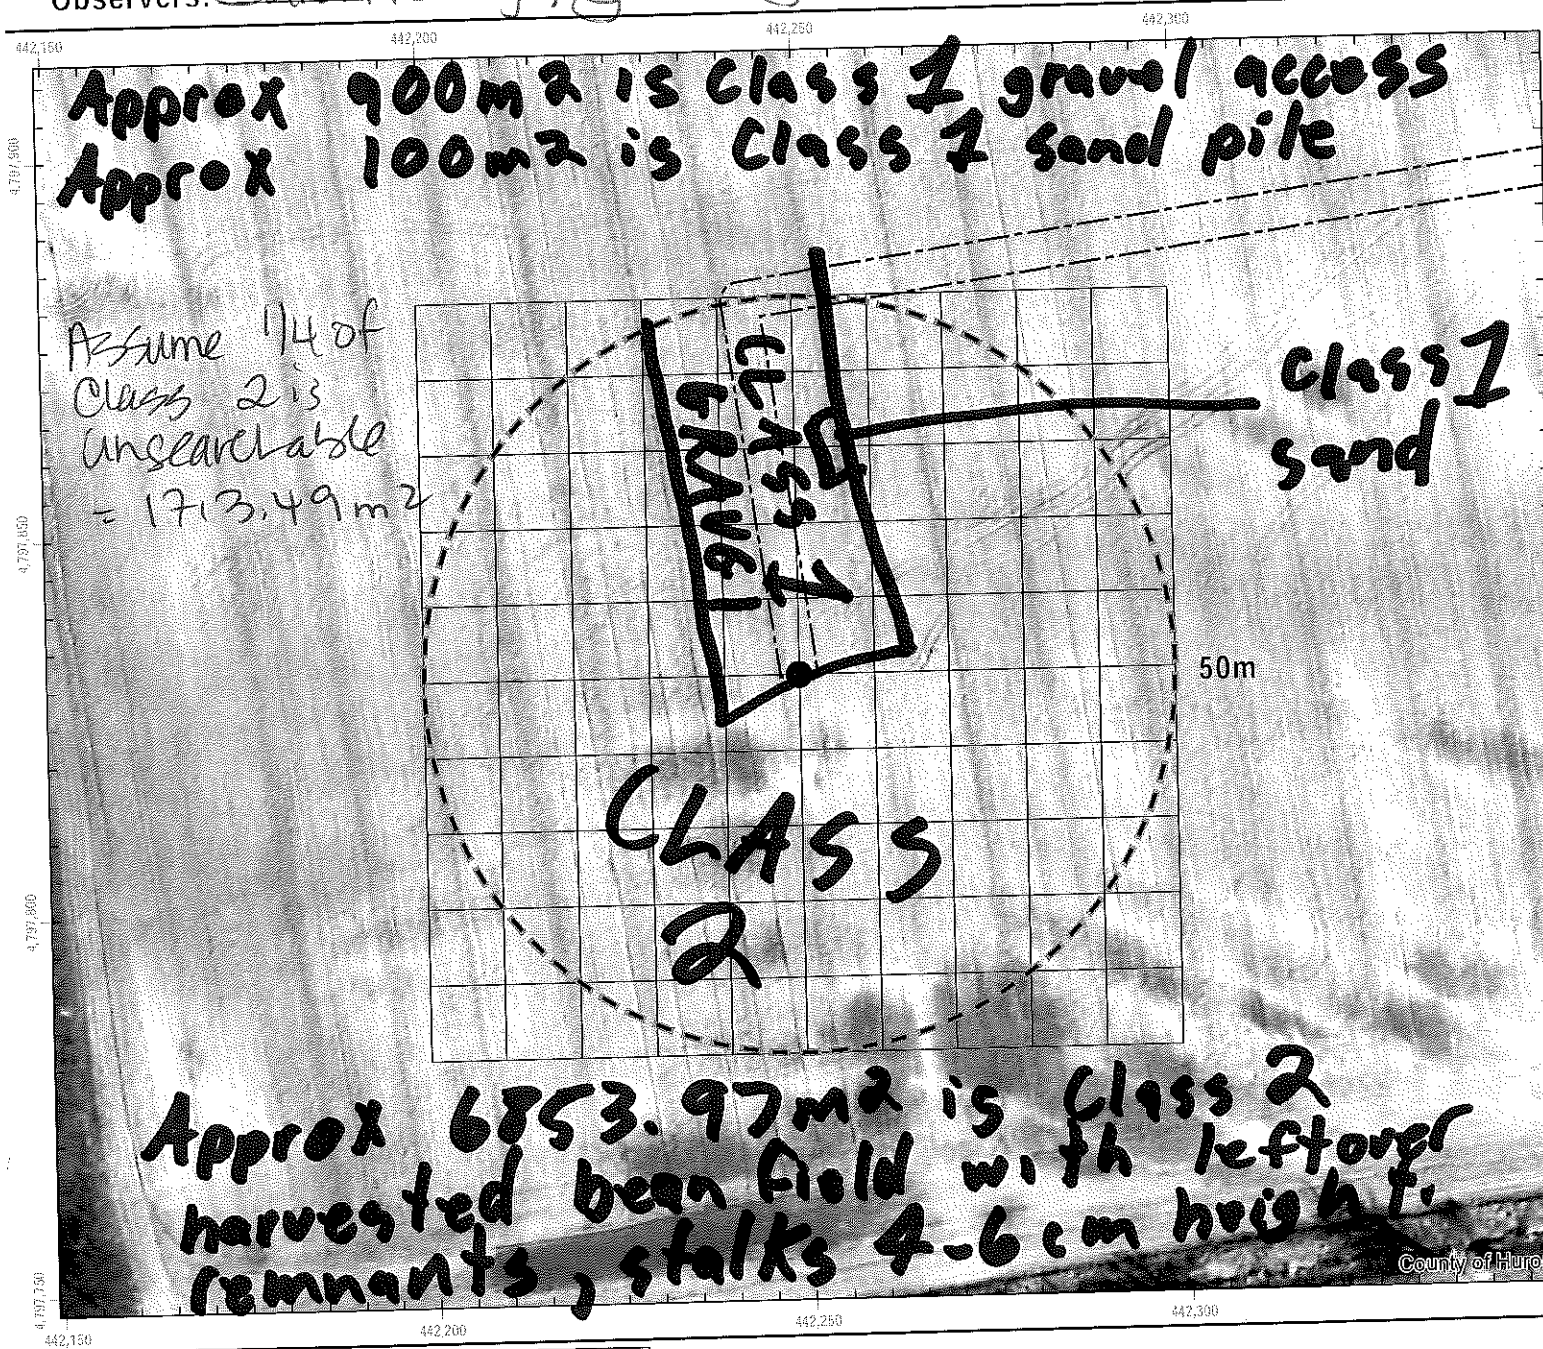 Observers:
442,150 442,200 442,250 442,300
Approx 900m2 is Class 1 gravel access
Approx 100m2 is Class 1 sand pile
4,797,900
Assume 1/4 of
Class 2 is
unsearchable
= 1713.49m2
CLASS 1
GRAVEL
Class 1
sand
4,797,850
50m
CLASS
2
4,797,800
Approx 6853.97m2 is Class 2
harvested bean field with leftover
remnants, stalks 4-6cm height.
County of Huro
4,797,750
442,150 442,200 442,250 442,300